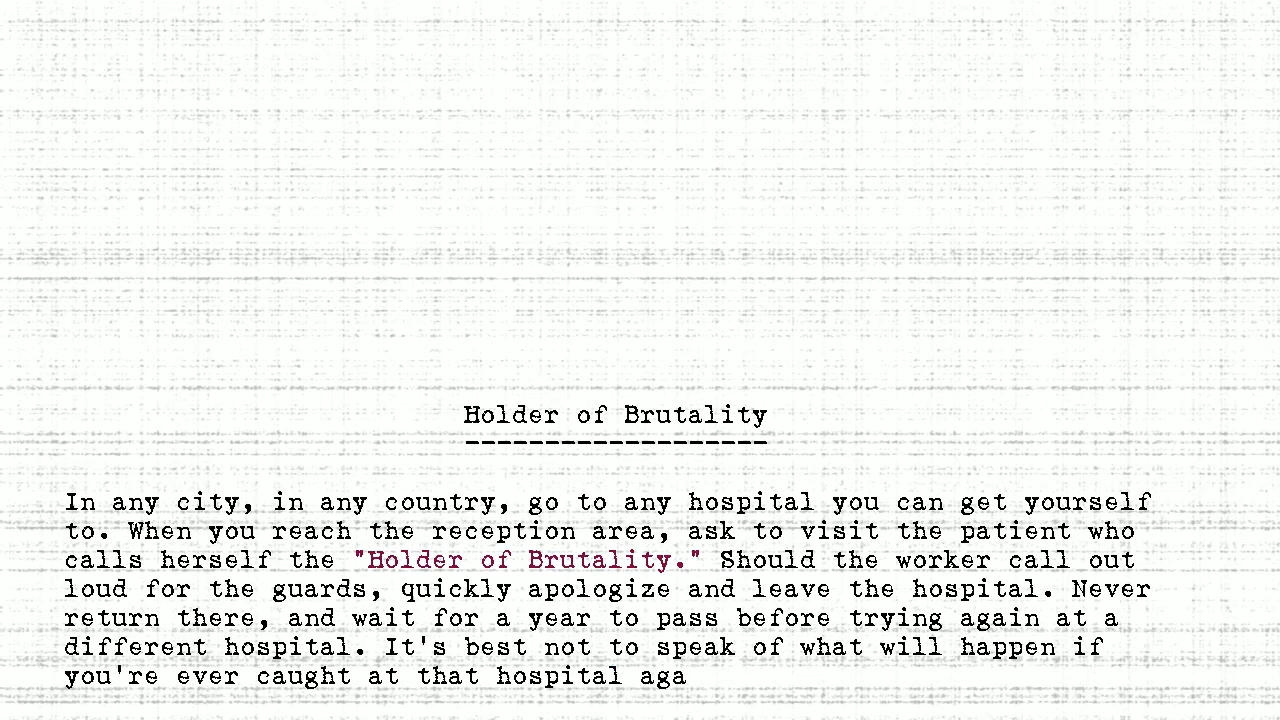 Holder of Brutality
-------------------
In any city, in any country, go to any hospital you can get yourself
to. When you reach the reception area, ask to visit the patient who
calls herself the "Holder of Brutality." Should the worker call out
loud for the guards, quickly apologize and leave the hospital. Never
return there, and wait for a year to pass before trying again at a
different hospital. It's best not to speak of what will happen if
you're ever caught at that hospital aga